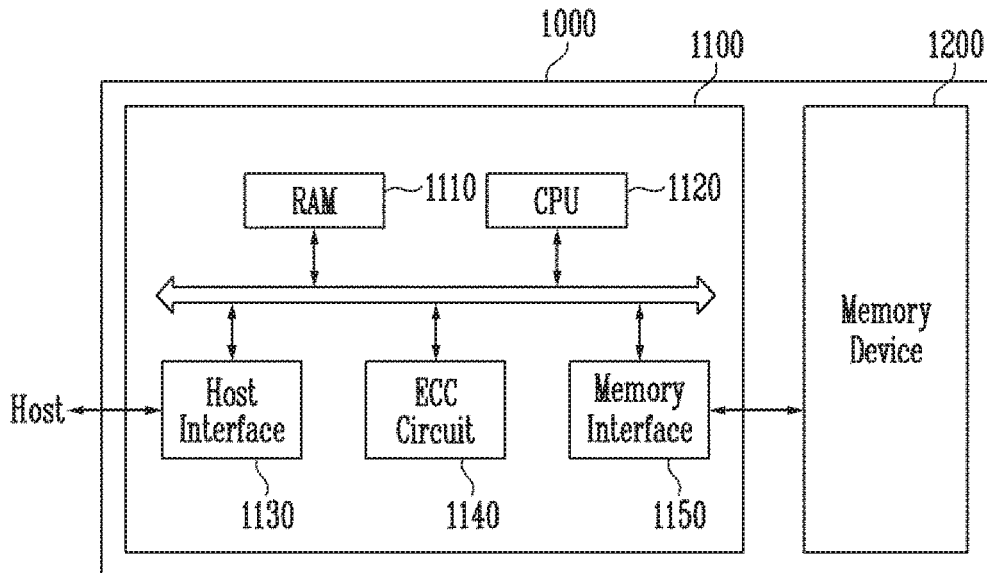 1000
1100
1200
RAM
1110
CPU
1120
Memory
Device
Host
Host
Interface
ECC
Circuit
Memory
Interface
1130
1140
1150